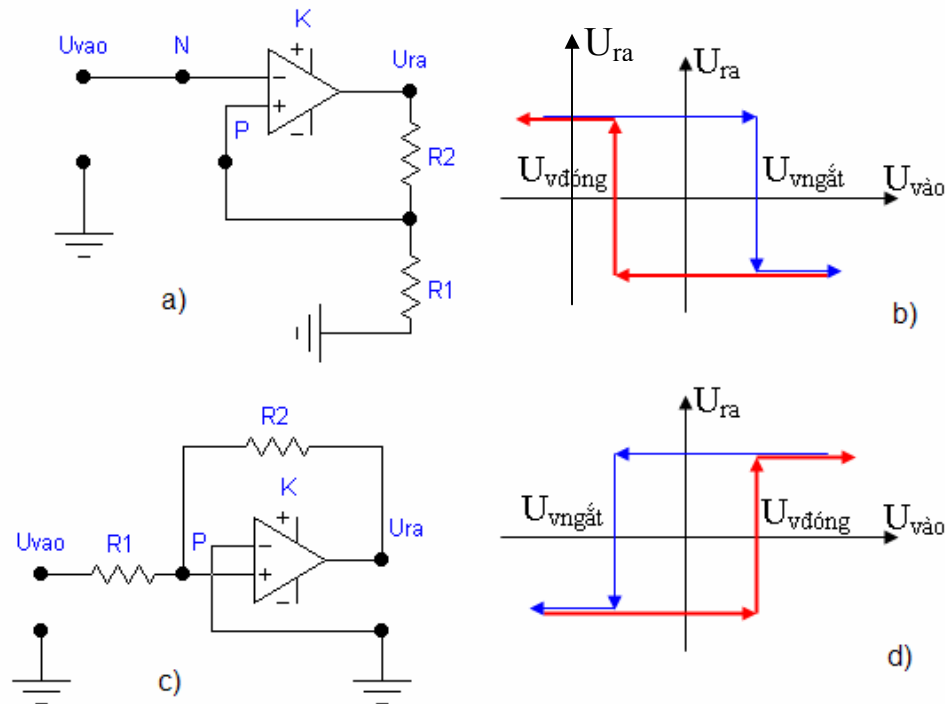 Uvao
N
K
+
−
+
−
P
Ura
R2
R1
a)
Ura
Ura
Uvđóng
Uvngắt
Uvào
b)
R2
K
Uvao
R1
P
+
−
+
−
Ura
c)
Ura
Uvngắt
Uvđóng
Uvào
d)